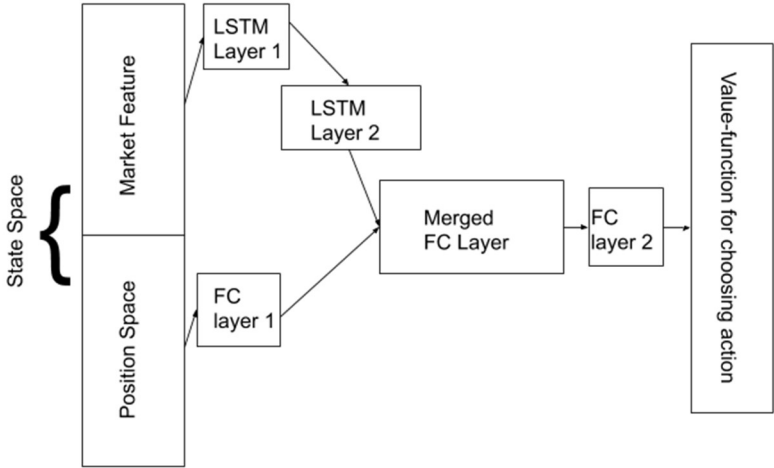 State Space
Market Feature
Position Space
LSTM
Layer 1
LSTM
Layer 2
FC
layer 1
Merged
FC Layer
FC
layer 2
Value-function for choosing action